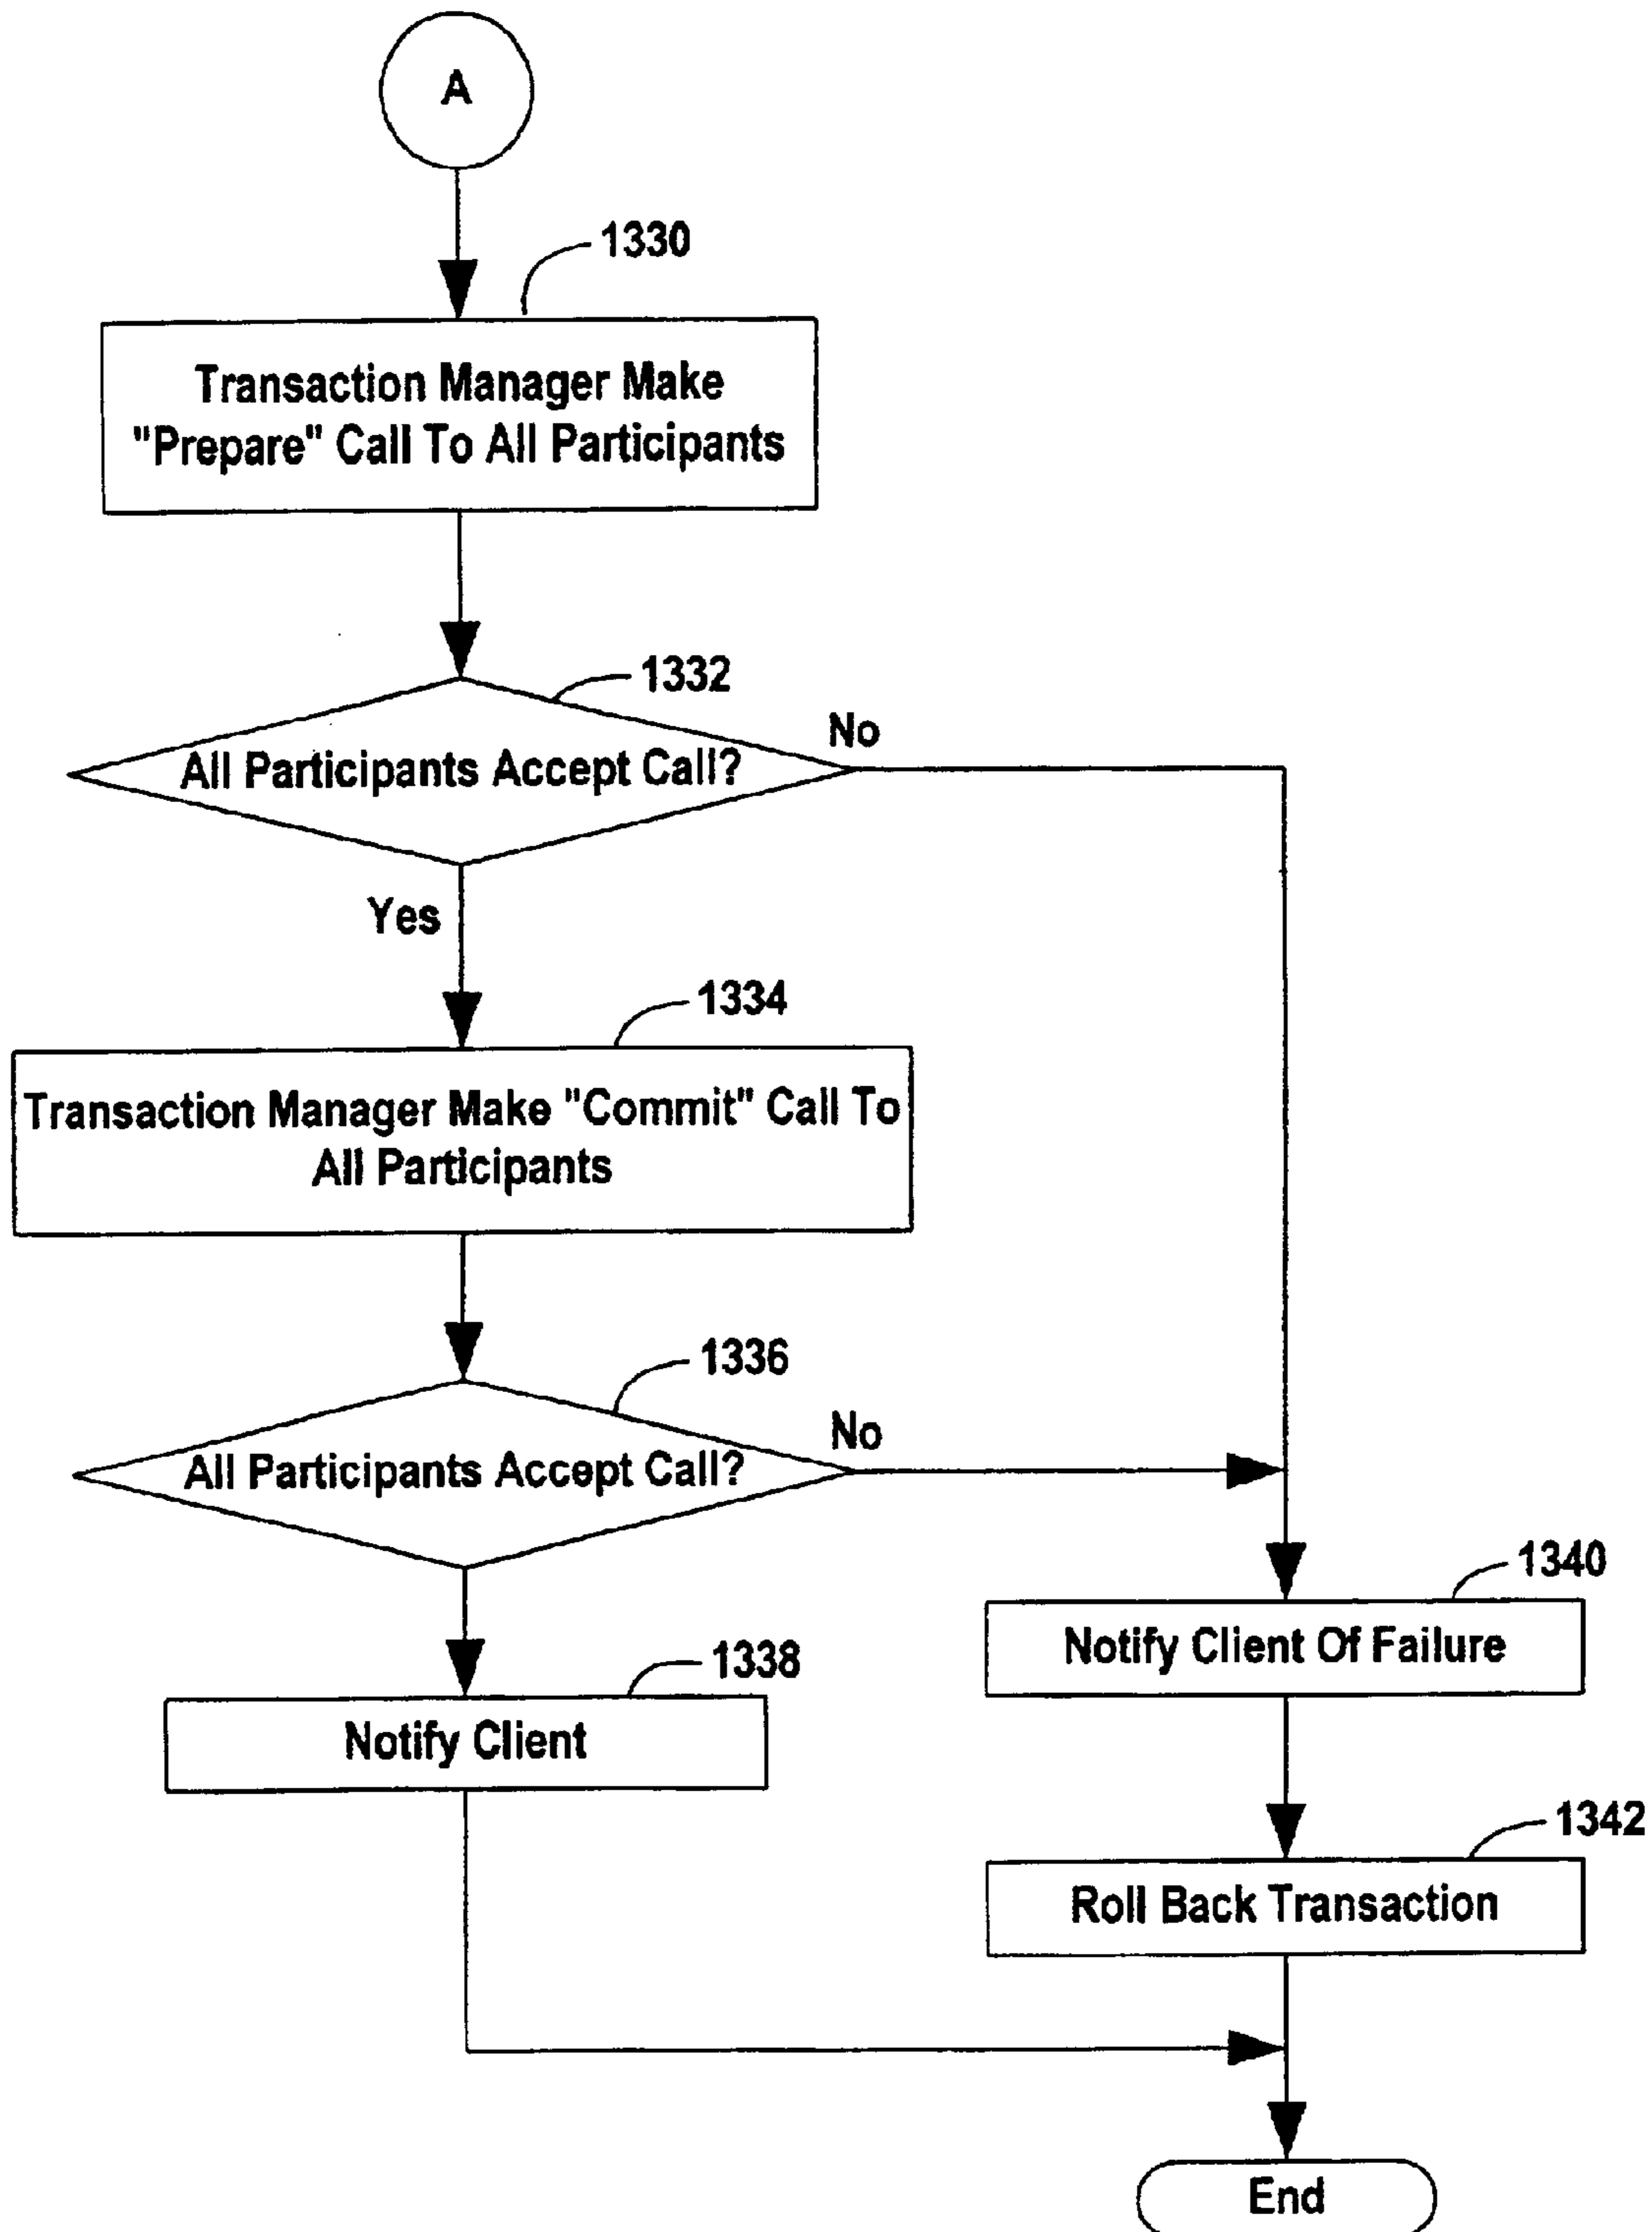 A
1330
Transaction Manager Make
"Prepare" Call To All Participants
1332
All Participants Accept Call?
No
Yes
1334
Transaction Manager Make "Commit" Call To
All Participants
1336
All Participants Accept Call?
No
1338
Notify Client
1340
Notify Client Of Failure
1342
Roll Back Transaction
End